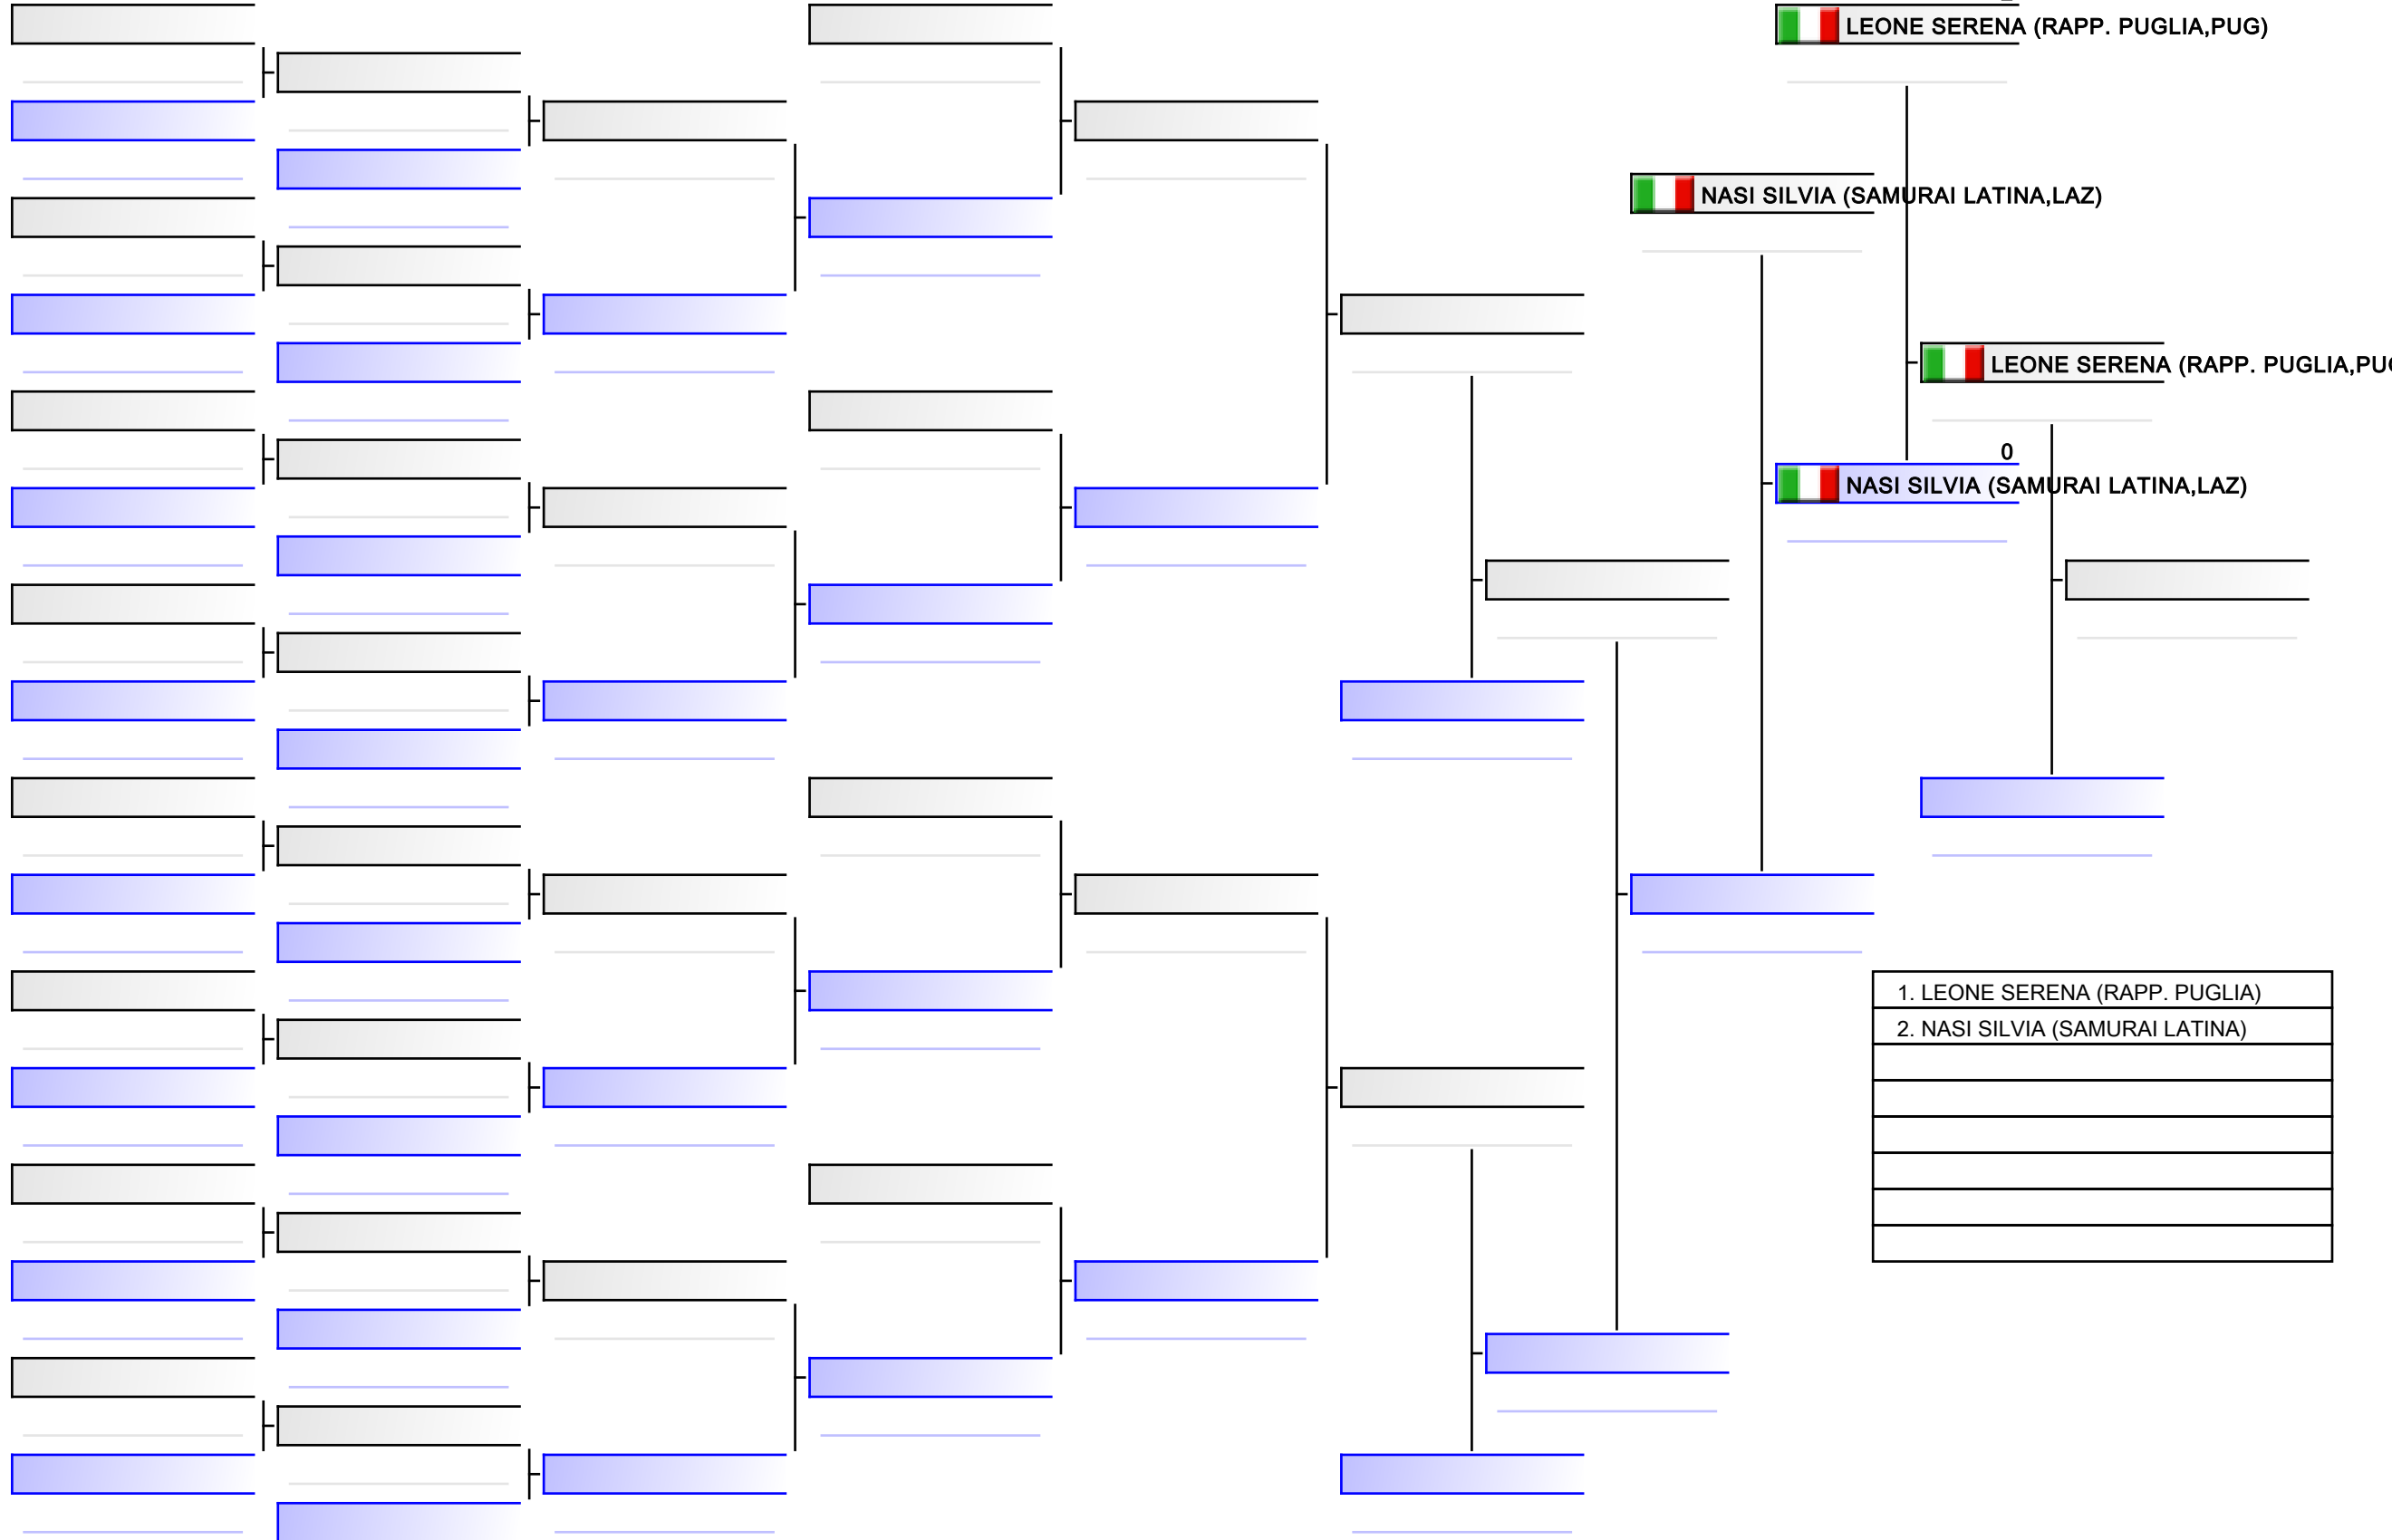 LEONE SERENA (RAPP. PUGLIA,PUG)
NASI SILVIA (SAMURAI LATINA,LAZ)
LEONE SERENA (RAPP. PUGLIA,PU
0
NASI SILVIA (SAMURAI LATINA,LAZ)
1. LEONE SERENA (RAPP. PUGLIA)
2. NASI SILVIA (SAMURAI LATINA)